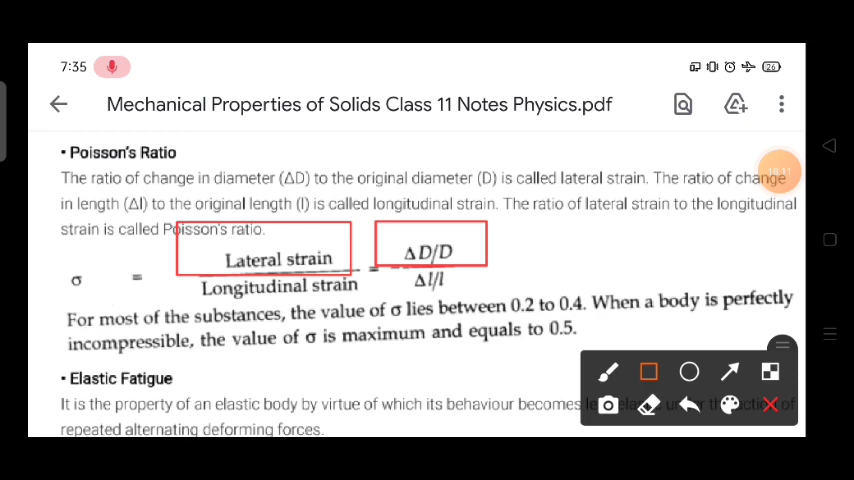 7:35
26
Mechanical Properties of Solids Class 11 Notes Physics.pdf
• Poisson's Ratio
The ratio of change in diameter (ΔD) to the original diameter (D) is called lateral strain. The ratio of change
in length (Δl) to the original length (l) is called longitudinal strain. The ratio of lateral strain to the longitudinal
strain is called Poisson's ratio.
σ = Lateral strain / Longitudinal strain = ΔD/D / Δl/l
For most of the substances, the value of σ lies between 0.2 to 0.4. When a body is perfectly
incompressible, the value of σ is maximum and equals to 0.5.
• Elastic Fatigue
It is the property of an elastic body by virtue of which its behaviour becomes of
repeated alternating deforming forces.